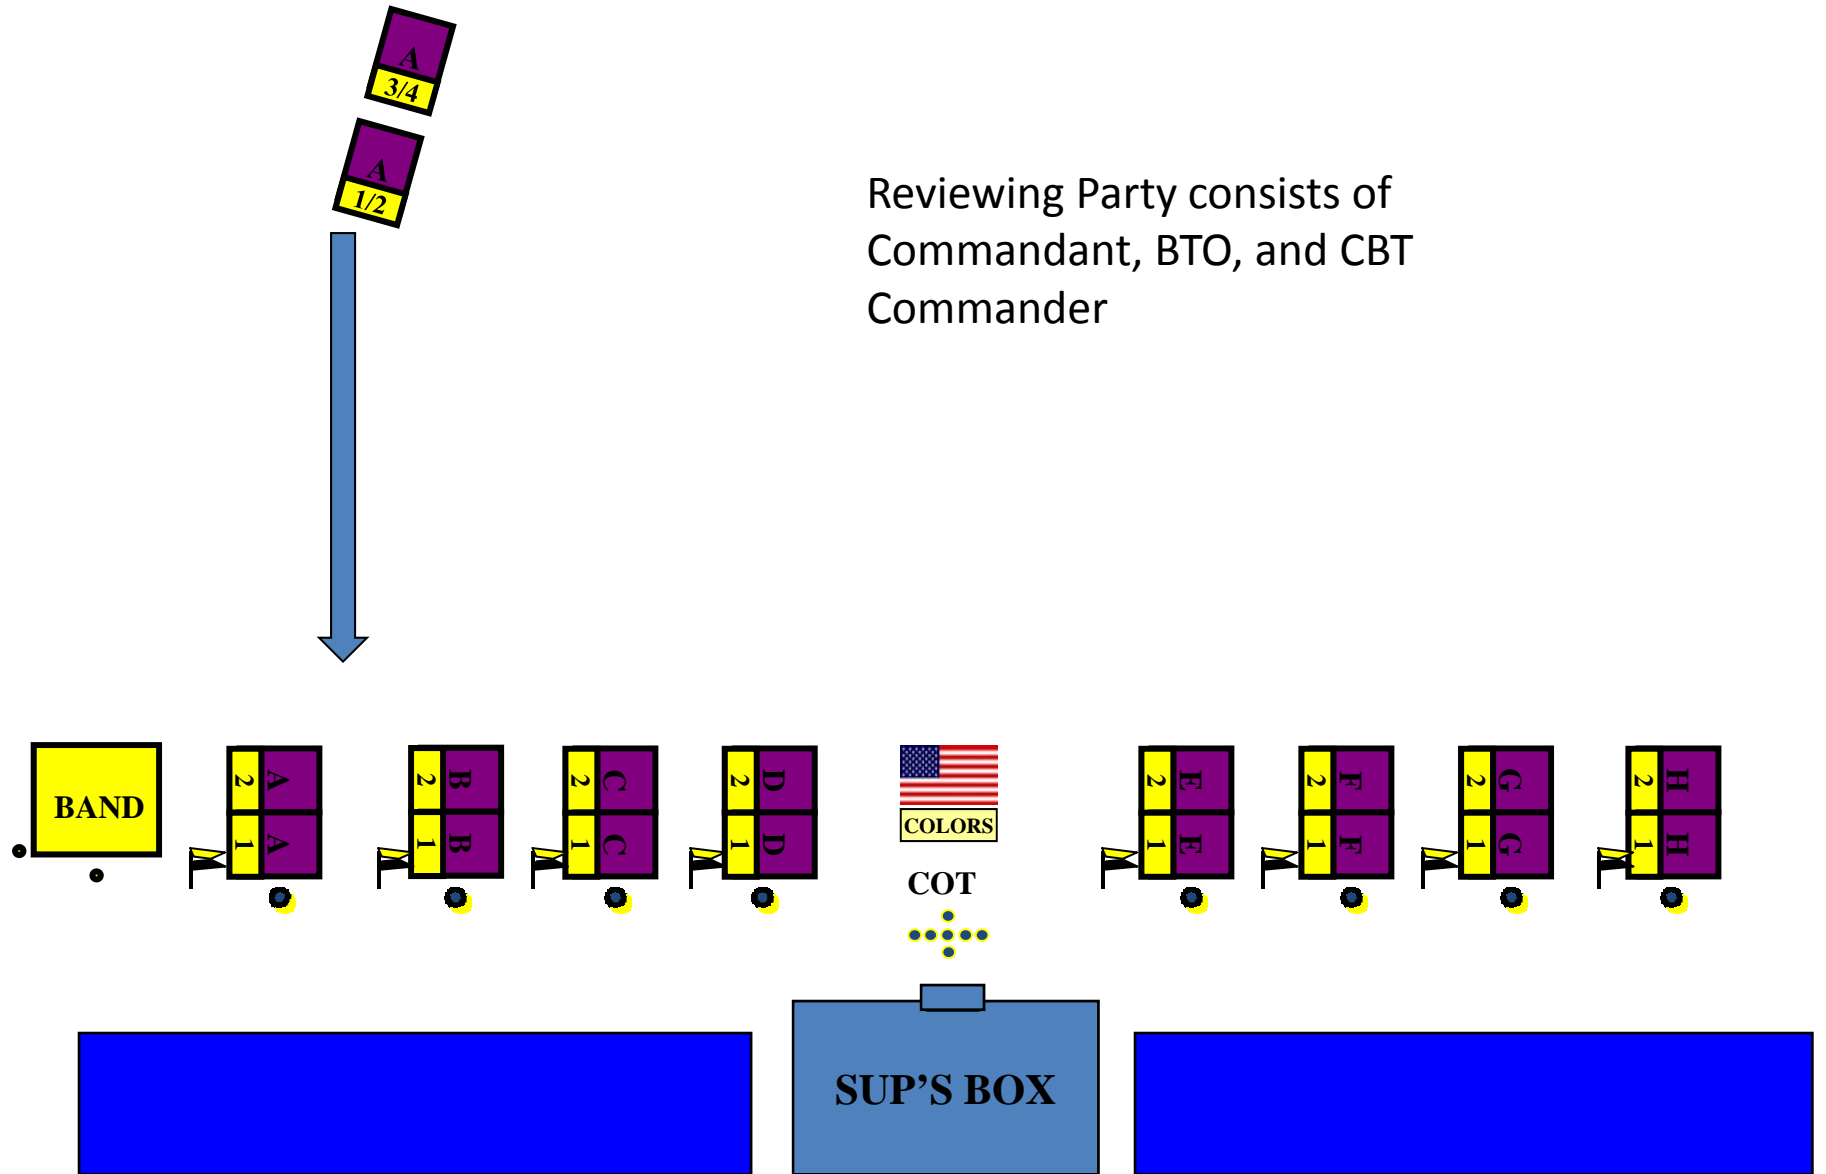 A
3/4
A
1/2
Reviewing Party consists of
Commandant, BTO, and CBT
Commander
BAND
2 A
1 A
2 B
1 B
2 C
1 C
2 D
1 D
COLORS
COT
2 E
1 E
2 F
1 F
2 G
1 G
2 H
1 H
SUP'S BOX